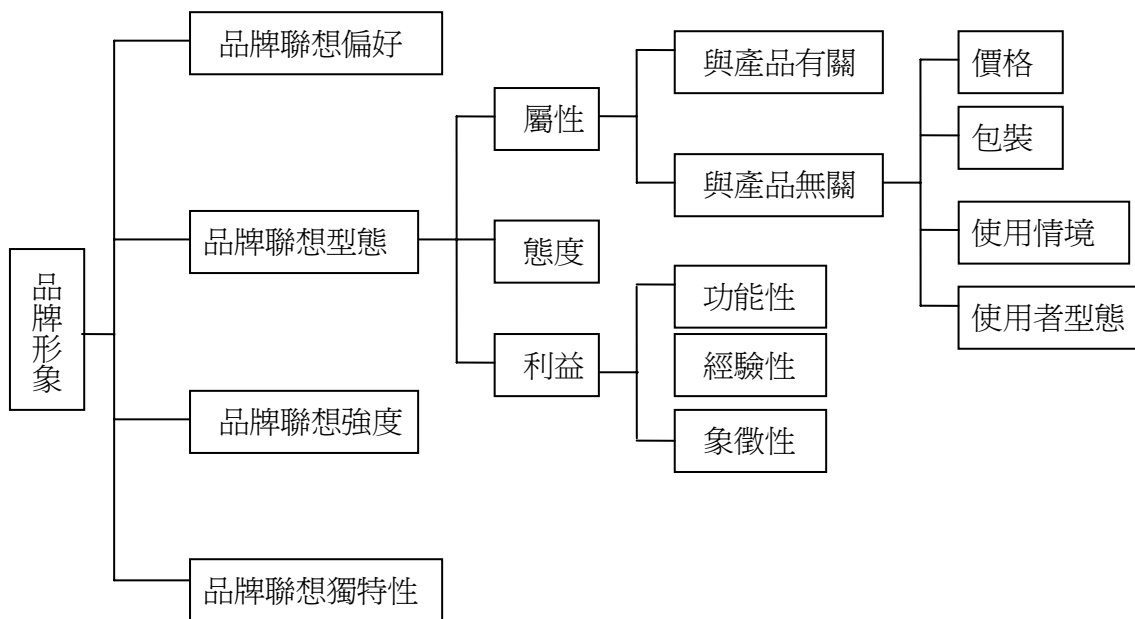 品牌形象
品牌聯想偏好
品牌聯想型態
品牌聯想強度
品牌聯想獨特性
屬性
態度
利益
與產品有關
與產品無關
功能性
經驗性
象徵性
價格
包裝
使用情境
使用者型態